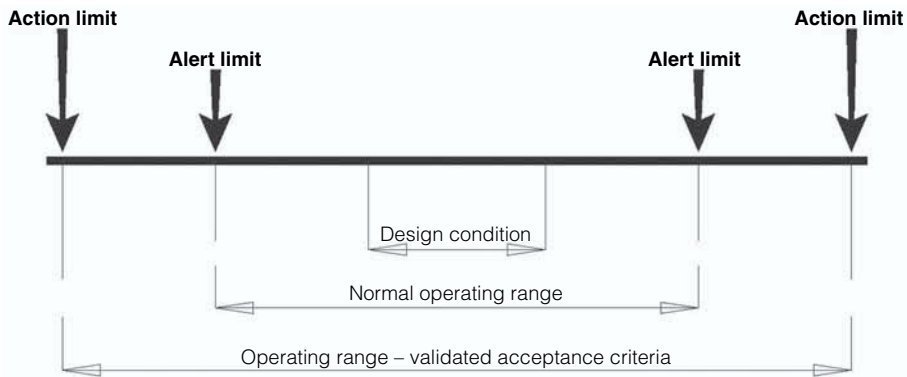 Action limit
Action limit
Alert limit
Alert limit
Design condition
Normal operating range
Operating range – validated acceptance criteria